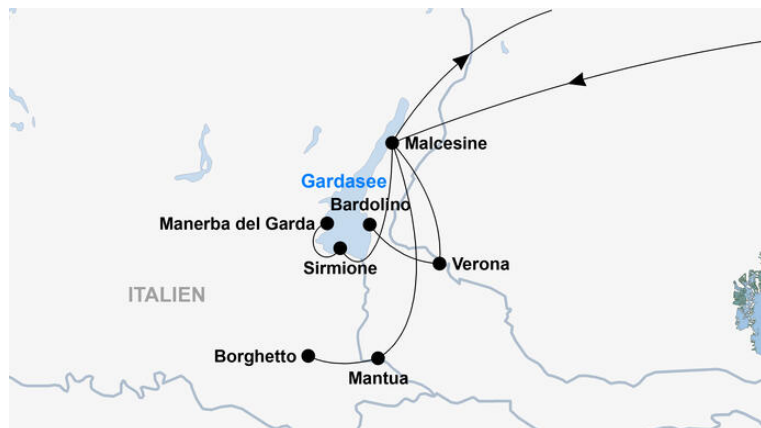 Malcesine
Gardasee
Bardolino
Manerba del Garda
Sirmione
Verona
ITALIEN
Borghetto
Mantua